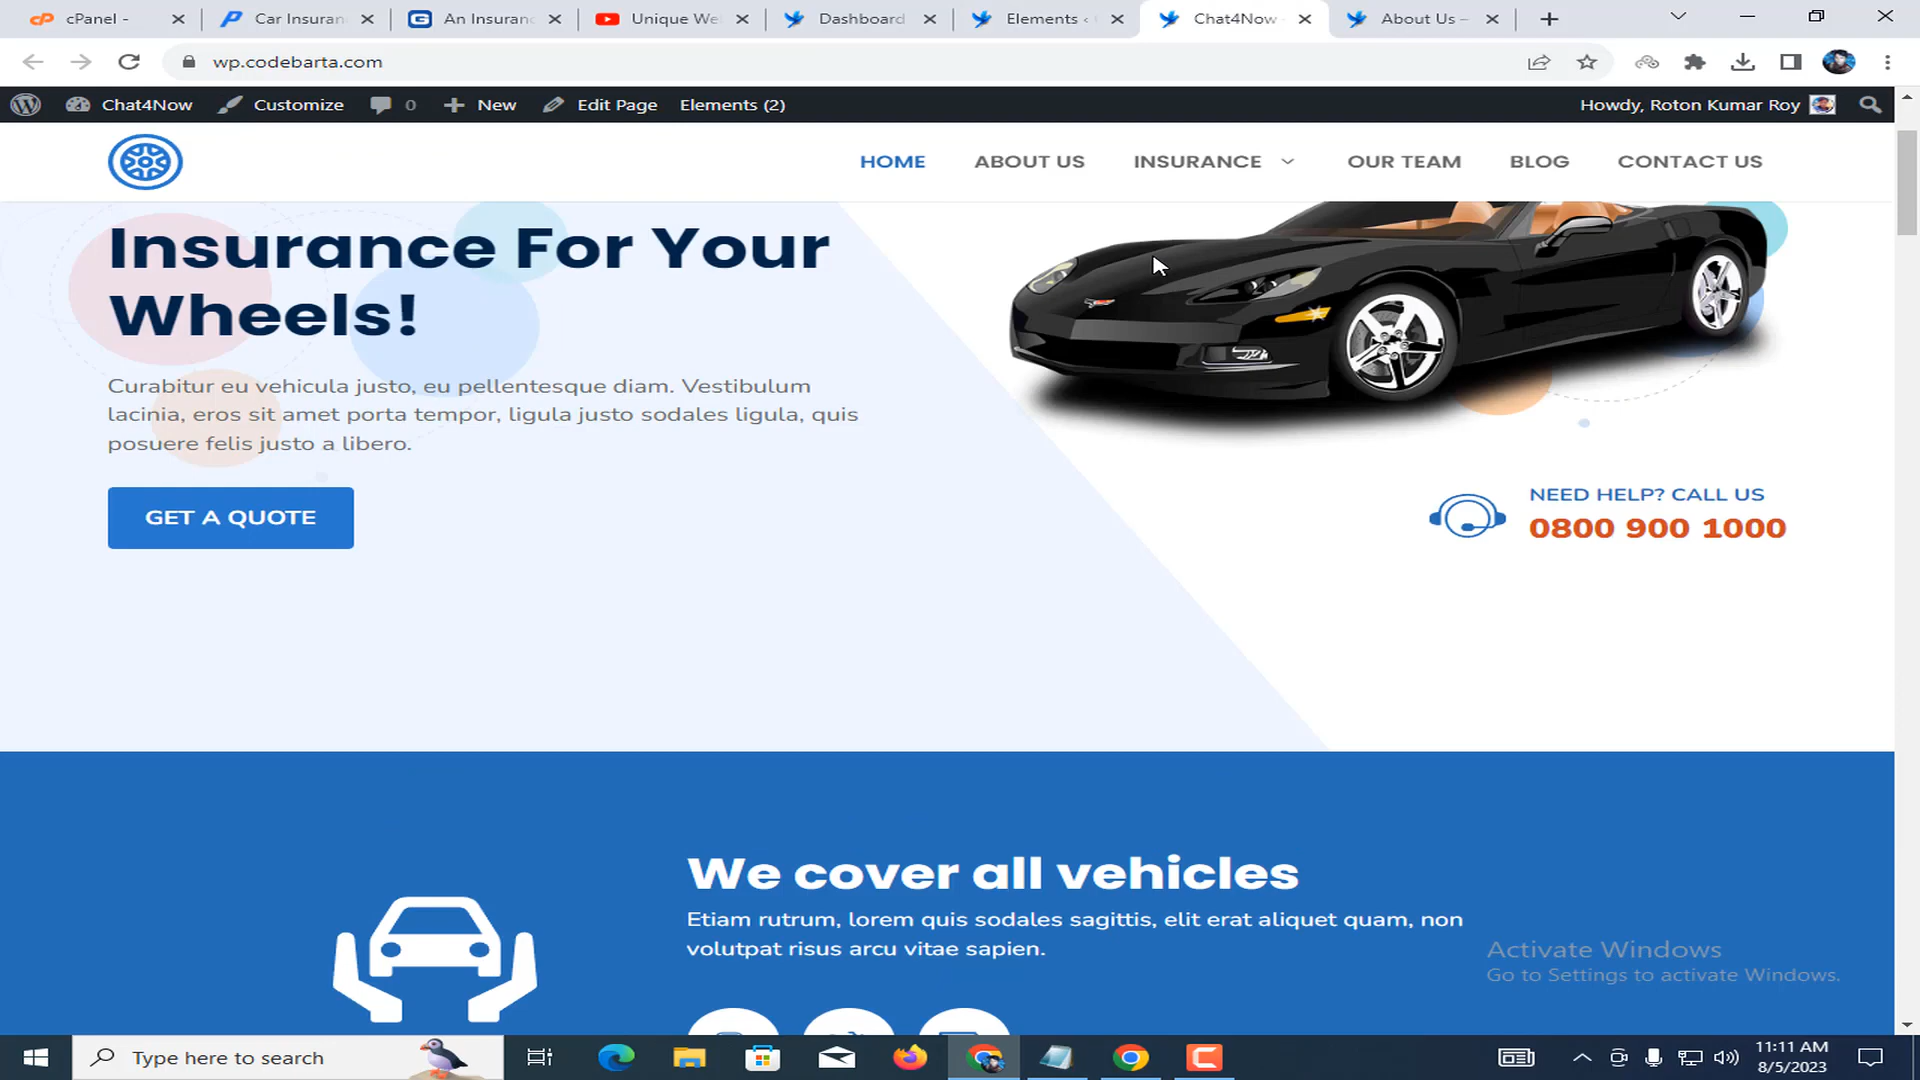 cPanel -
Car Insuran
An Insuranc
Unique We
Dashboard
Elements ‹
Chat4Now
About Us –
wp.codebarta.com
Chat4Now
Customize
0
New
Edit Page
Elements (2)
Howdy, Roton Kumar Roy
HOME
ABOUT US
INSURANCE
OUR TEAM
BLOG
CONTACT US
Insurance For Your
Wheels!
Curabitur eu vehicula justo, eu pellentesque diam. Vestibulum
lacinia, eros sit amet porta tempor, ligula justo sodales ligula, quis
posuere felis justo a libero.
GET A QUOTE
NEED HELP? CALL US
0800 900 1000
We cover all vehicles
Etiam rutrum, lorem quis sodales sagittis, elit erat aliquet quam, non
volutpat risus arcu vitae sapien.
Activate Windows
Go to Settings to activate Windows.
Type here to search
11:11 AM
8/5/2023